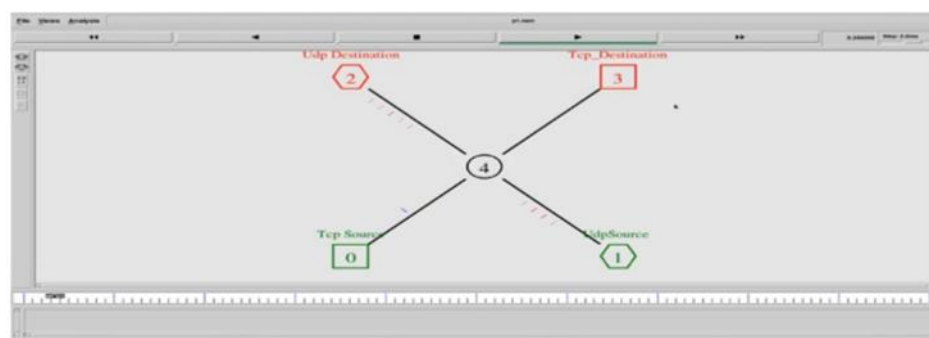 File Views Analysis
Udp Destination
Tcp_Destination
2
3
4
Tcp Source
UdpSource
0
1